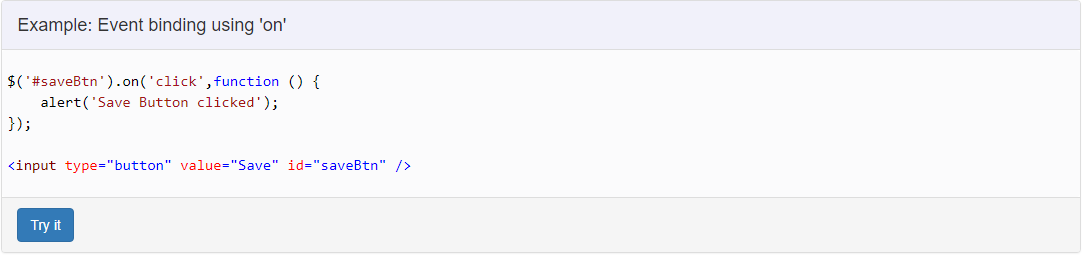 Example: Event binding using 'on'
$('#saveBtn').on('click',function () {
    alert('Save Button clicked');
});
<input type="button" value="Save" id="saveBtn" />
Try it